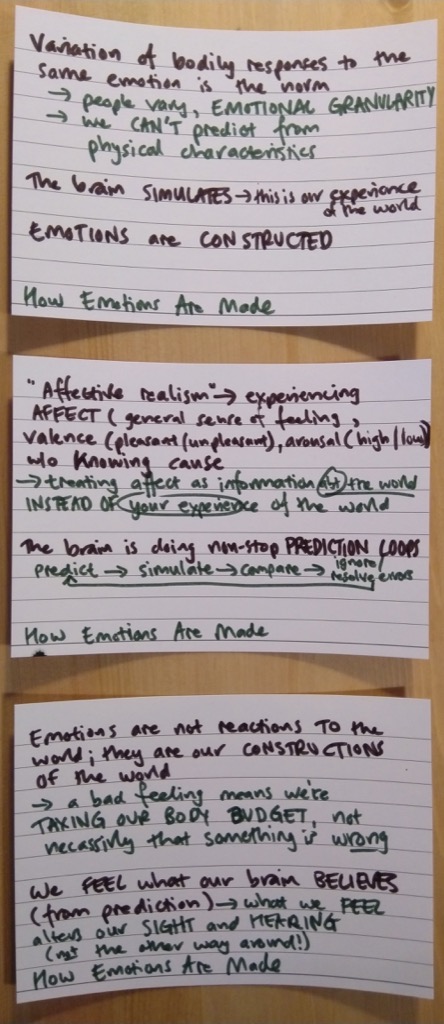 Variation of bodily responses to the
same emotion is the norm
→ people vary, EMOTIONAL GRANULARITY
→ we CAN'T predict from
physical characteristics
The brain SIMULATES → this is our experience
of the world
EMOTIONS are CONSTRUCTED
How Emotions Are Made
"Affective realism" → experiencing
AFFECT (general sense of feeling,
valence (pleasant/unpleasant), arousal (high/low))
w/o knowing cause
→ treating affect as information abt the world
INSTEAD OF your experience of the world
The brain is doing non-stop PREDICTION LOOPS
predict → simulate → compare → ignore/
resolve errors
How Emotions Are Made
Emotions are not reactions TO the
world; they are our CONSTRUCTIONS
OF the world
→ a bad feeling means we're
TAXING OUR BODY BUDGET, not
necassirly that something is wrong
We FEEL what our brain BELIEVES
(from prediction) → what we FEEL
alters our SIGHT and HEARING
(not the other way around!)
How Emotions Are Made